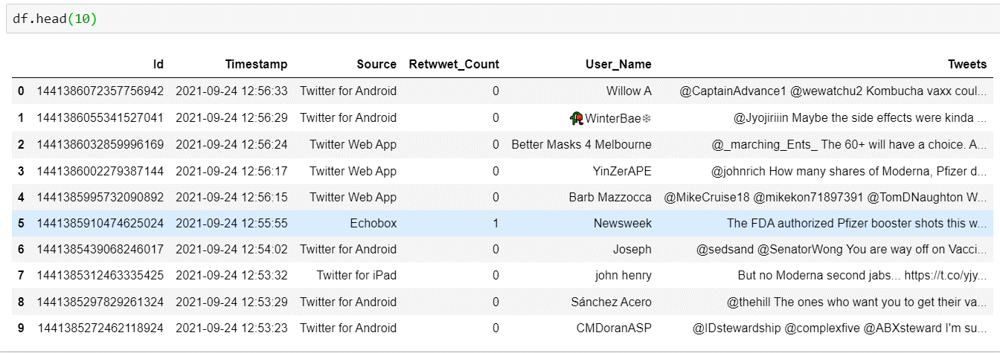 df.head(10)
Id Timestamp Source Retwwet_Count User_Name Tweets
0 1441386072357756942 2021-09-24 12:56:33 Twitter for Android 0 Willow A @CaptainAdvance1 @wewatchu2 Kombucha vaxx coul...
1 1441386055341527041 2021-09-24 12:56:29 Twitter for Android 0 WinterBae❄ @Jyojiriiin Maybe the side effects were kinda ...
2 1441386032859996169 2021-09-24 12:56:24 Twitter Web App 0 Better Masks 4 Melbourne @_marching_Ents_ The 60+ will have a choice. A...
3 1441386002279387144 2021-09-24 12:56:17 Twitter Web App 0 YinZerAPE @johnrich How many shares of Moderna, Pfizer d...
4 1441385995732090892 2021-09-24 12:56:15 Twitter Web App 0 Barb Mazzocca @MikeCruise18 @mikekon71897391 @TomDNaughton W...
5 1441385910474625024 2021-09-24 12:55:55 Echobox 1 Newsweek The FDA authorized Pfizer booster shots this w...
6 1441385439068246017 2021-09-24 12:54:02 Twitter for Android 0 Joseph @sedsand @SenatorWong You are way off on Vacci...
7 1441385312463335425 2021-09-24 12:53:32 Twitter for iPad 0 john henry But no Moderna second jabs... https://t.co/yjy...
8 1441385297829261324 2021-09-24 12:53:29 Twitter for Android 0 Sánchez Acero @thehill The ones who want you to get their va...
9 1441385272462118924 2021-09-24 12:53:23 Twitter for Android 0 CMDoranASP @IDstewardship @complexfive @ABXsteward I'm su...